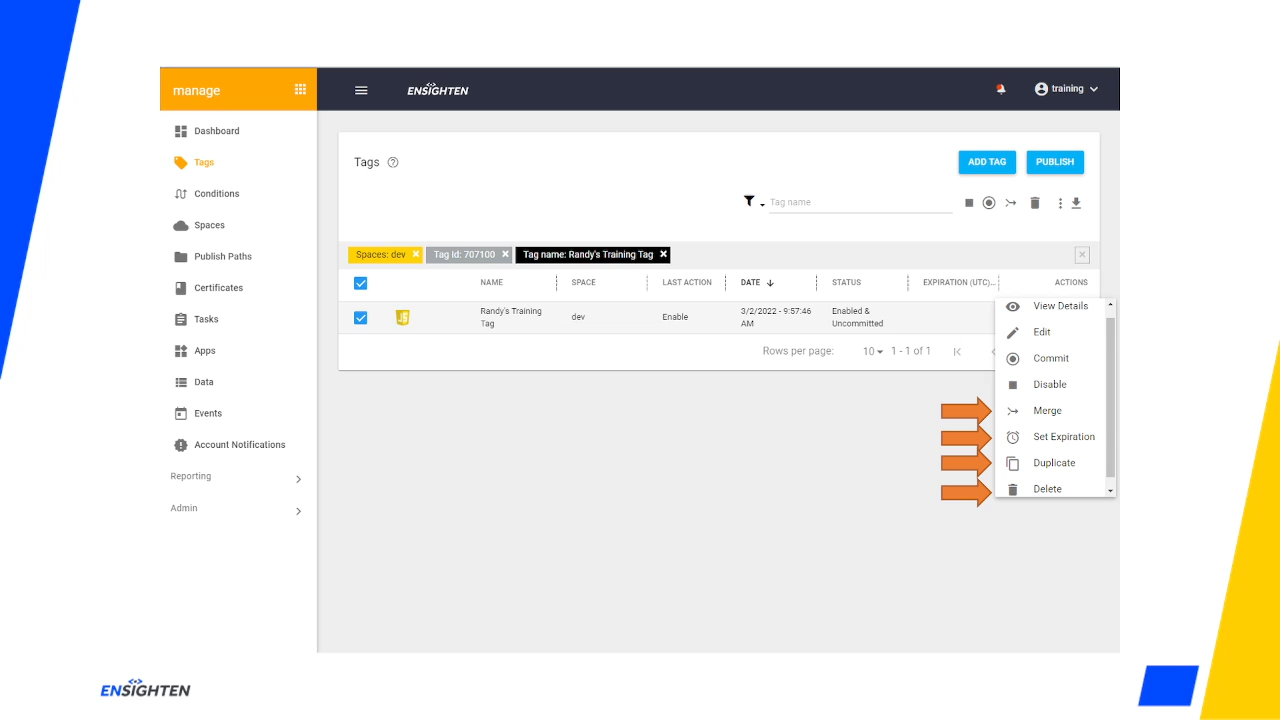 manage
ENSIGHTEN
training
Dashboard
Tags
Conditions
Spaces
Publish Paths
Certificates
Tasks
Apps
Data
Events
Account Notifications
Reporting
Admin
Tags
ADD TAG
PUBLISH
Tag name
Spaces: dev
Tag Id: 707100
Tag name: Randy's Training Tag
NAME SPACE LAST ACTION DATE STATUS EXPIRATION (UTC)... ACTIONS
Randy's Training
Tag
dev
Enable
3/2/2022 - 9:57:46
AM
Enabled &
Uncommitted
Rows per page: 10 1 - 1 of 1
View Details
Edit
Commit
Disable
Merge
Set Expiration
Duplicate
Delete
ENSIGHTEN